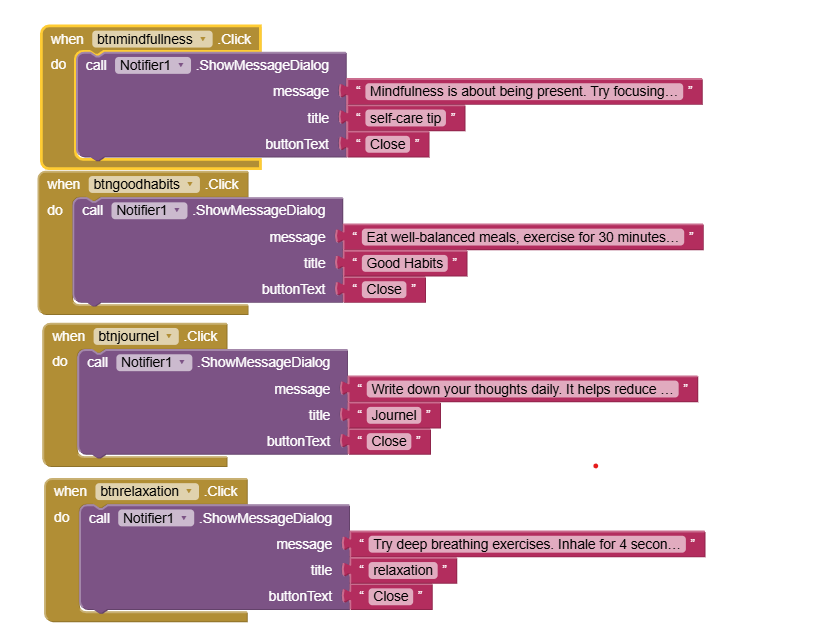 when btnmindfullness .Click
do call Notifier1 .ShowMessageDialog
message “ Mindfulness is about being present. Try focusing... ”
title “ self-care tip ”
buttonText “ Close ”
when btngoodhabits .Click
do call Notifier1 .ShowMessageDialog
message “ Eat well-balanced meals, exercise for 30 minutes... ”
title “ Good Habits ”
buttonText “ Close ”
when btnjournel .Click
do call Notifier1 .ShowMessageDialog
message “ Write down your thoughts daily. It helps reduce ... ”
title “ Journel ”
buttonText “ Close ”
when btnrelaxation .Click
do call Notifier1 .ShowMessageDialog
message “ Try deep breathing exercises. Inhale for 4 secon... ”
title “ relaxation ”
buttonText “ Close ”